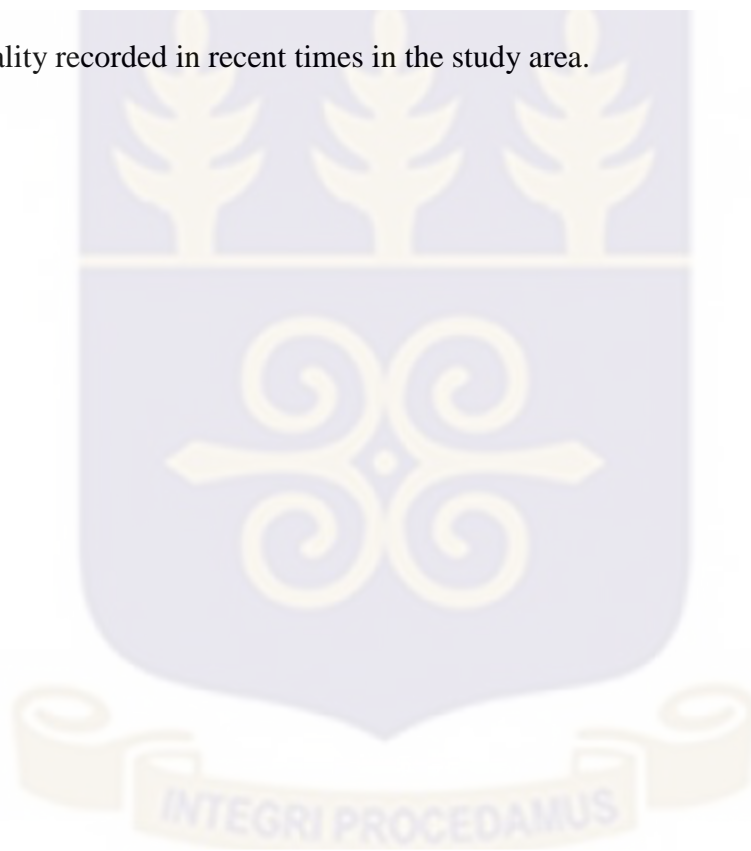 ality recorded in recent times in the study area.
INTEGRI PROCEDAMUS